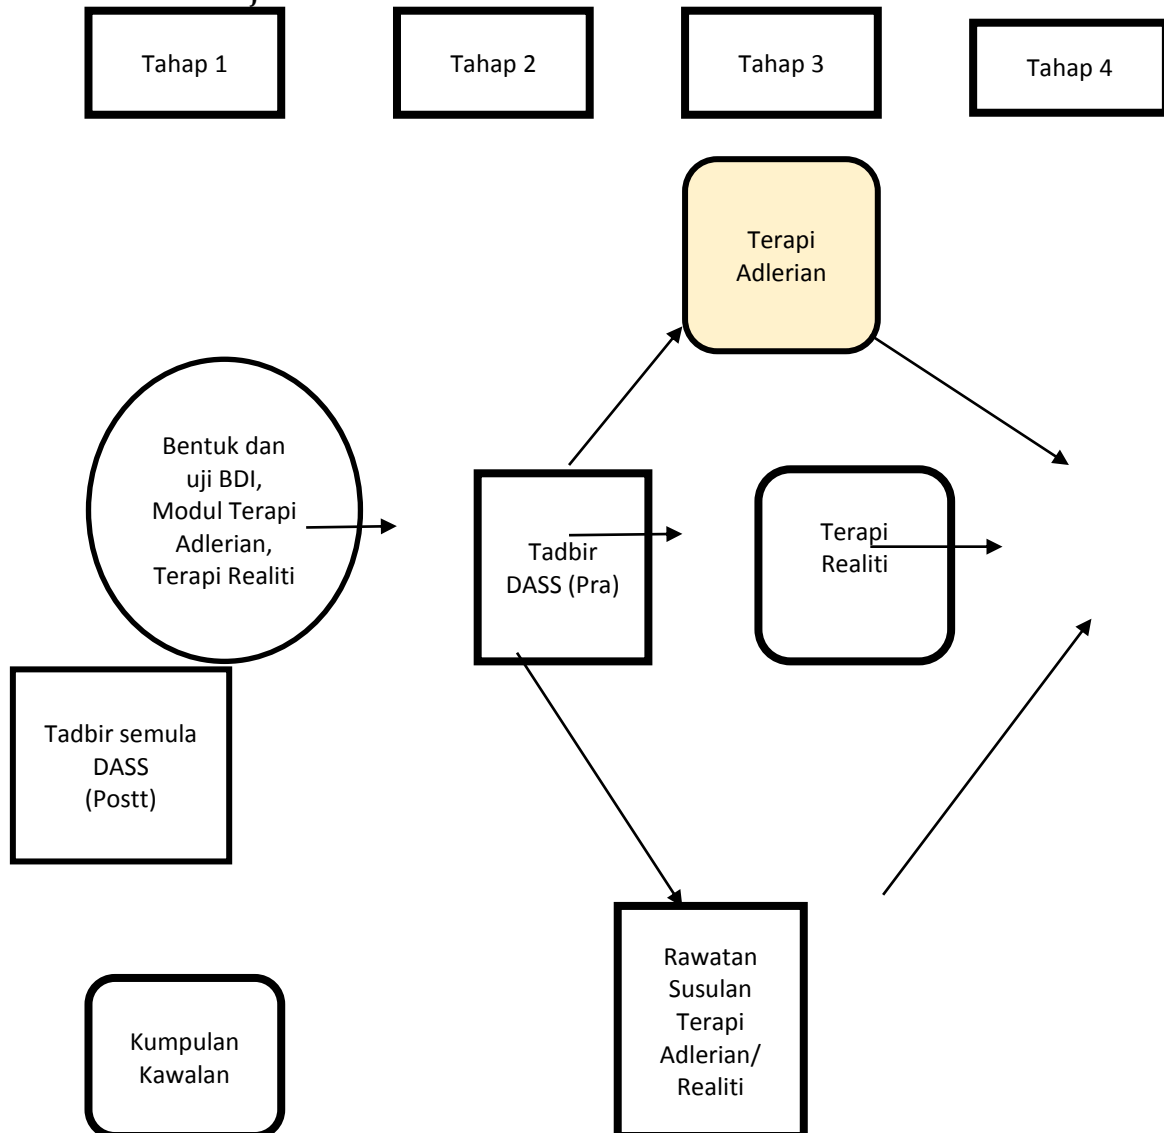 Tahap 1
Tahap 2
Tahap 3
Tahap 4
Terapi
Adlerian
Bentuk dan
uji BDI,
Modul Terapi
Adlerian,
Terapi Realiti
Tadbir
DASS (Pra)
Terapi
Realiti
Tadbir semula
DASS
(Postt)
Rawatan
Susulan
Terapi
Adlerian/
Realiti
Kumpulan
Kawalan